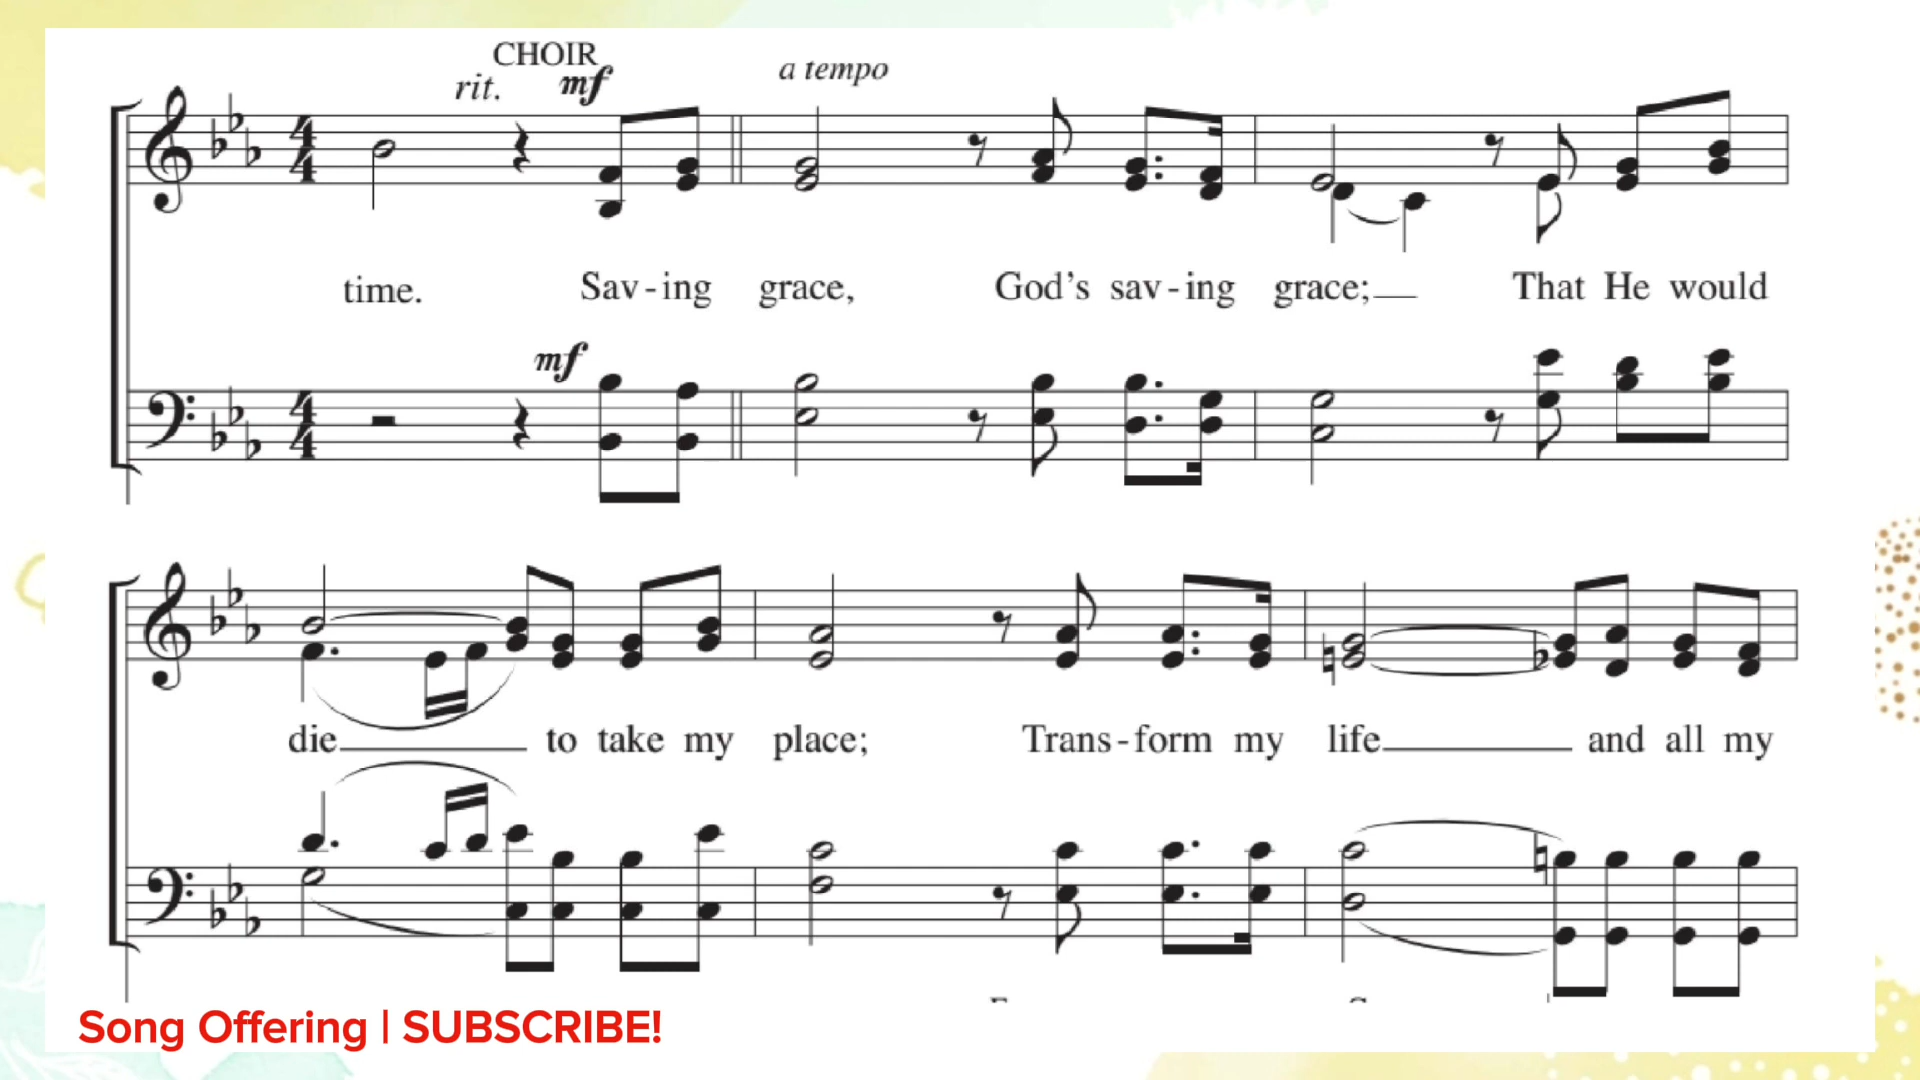 CHOIR
rit. mf a tempo
time. Sav-ing grace, God's sav-ing grace; That He would
mf
die to take my place; Trans-form my life and all my
Song Offering | SUBSCRIBE!